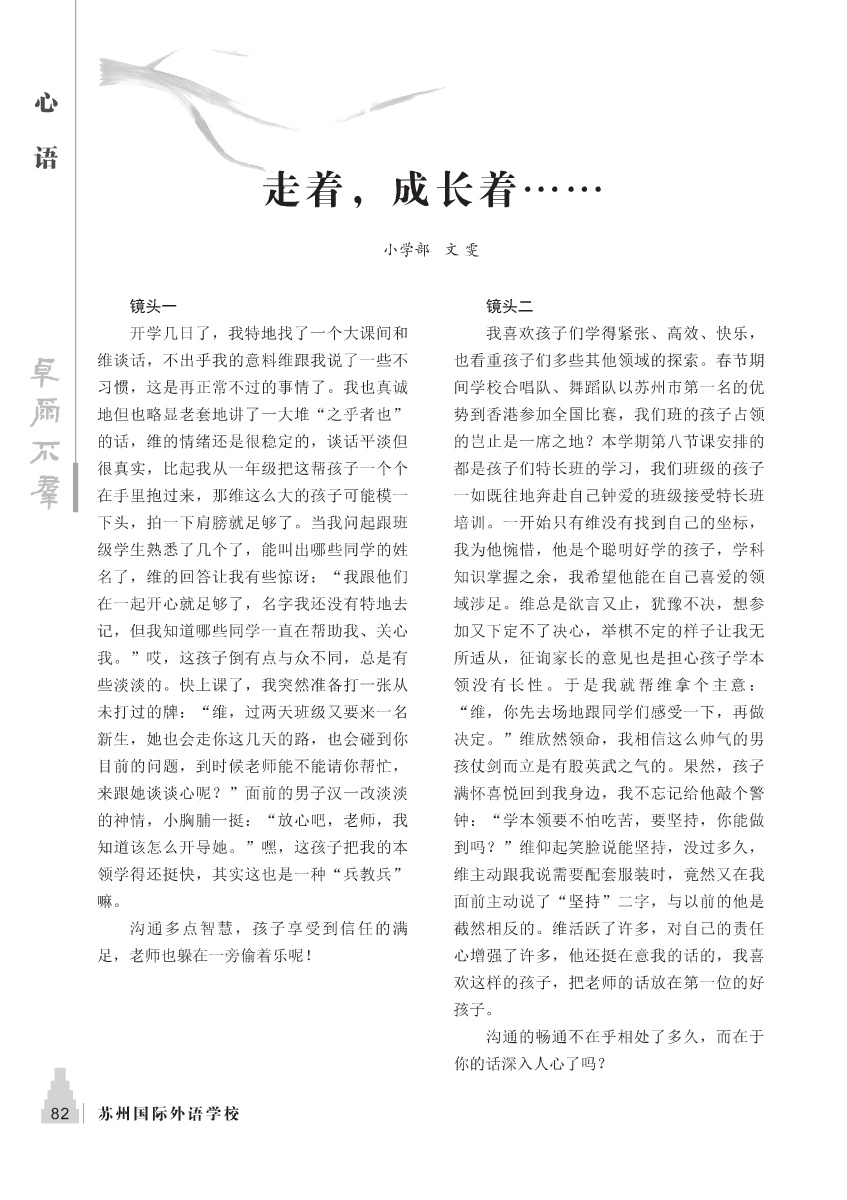 心语
卓尔不群
走着，成长着……
小学部　文 雯
镜头一
开学几日了，我特地找了一个大课间和
维谈话，不出乎我的意料维跟我说了一些不
习惯，这是再正常不过的事情了。我也真诚
地但也略显老套地讲了一大堆“之乎者也”
的话，维的情绪还是很稳定的，谈话平淡但
很真实，比起我从一年级把这帮孩子一个个
在手里抱过来，那维这么大的孩子可能模一
下头，拍一下肩膀就足够了。当我问起跟班
级学生熟悉了几个了，能叫出哪些同学的姓
名了，维的回答让我有些惊讶：“我跟他们
在一起开心就足够了，名字我还没有特地去
记，但我知道哪些同学一直在帮助我、关心
我。”哎，这孩子倒有点与众不同，总是有
些淡淡的。快上课了，我突然准备打一张从
未打过的牌：“维，过两天班级又要来一名
新生，她也会走你这几天的路，也会碰到你
目前的问题，到时候老师能不能请你帮忙，
来跟她谈谈心呢？”面前的男子汉一改淡淡
的神情，小胸脯一挺：“放心吧，老师，我
知道该怎么开导她。”嘿，这孩子把我的本
领学得还挺快，其实这也是一种“兵教兵”
嘛。
沟通多点智慧，孩子享受到信任的满
足，老师也躲在一旁偷着乐呢！
镜头二
我喜欢孩子们学得紧张、高效、快乐，
也看重孩子们多些其他领域的探索。春节期
间学校合唱队、舞蹈队以苏州市第一名的优
势到香港参加全国比赛，我们班的孩子占领
的岂止是一席之地？本学期第八节课安排的
都是孩子们特长班的学习，我们班级的孩子
一如既往地奔赴自己钟爱的班级接受特长班
培训。一开始只有维没有找到自己的坐标，
我为他惋惜，他是个聪明好学的孩子，学科
知识掌握之余，我希望他能在自己喜爱的领
域涉足。维总是欲言又止，犹豫不决，想参
加又下定不了决心，举棋不定的样子让我无
所适从，征询家长的意见也是担心孩子学本
领没有长性。于是我就帮维拿个主意：
“维，你先去场地跟同学们感受一下，再做
决定。”维欣然领命，我相信这么帅气的男
孩仗剑而立是有股英武之气的。果然，孩子
满怀喜悦回到我身边，我不忘记给他敲个警
钟：“学本领要不怕吃苦，要坚持，你能做
到吗？”维仰起笑脸说能坚持，没过多久，
维主动跟我说需要配套服装时，竟然又在我
面前主动说了“坚持”二字，与以前的他是
截然相反的。维活跃了许多，对自己的责任
心增强了许多，他还挺在意我的话的，我喜
欢这样的孩子，把老师的话放在第一位的好
孩子。
沟通的畅通不在乎相处了多久，而在于
你的话深入人心了吗？
82 苏州国际外语学校